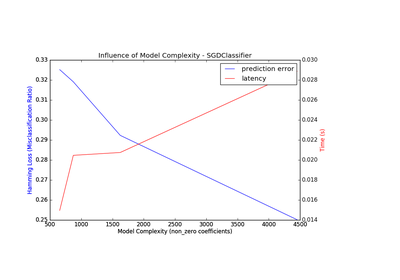 Influence of Model Complexity - SGDClassifier
prediction error
latency
Hamming Loss (Misclassification Ratio)
0.33
0.32
0.31
0.30
0.29
0.28
0.27
0.26
0.25
0.030
0.028
0.026
0.024
0.022
0.020
0.018
0.016
0.014
Time (s)
500 1000 1500 2000 2500 3000 3500 4000 4500
Model Complexity (non_zero coefficients)